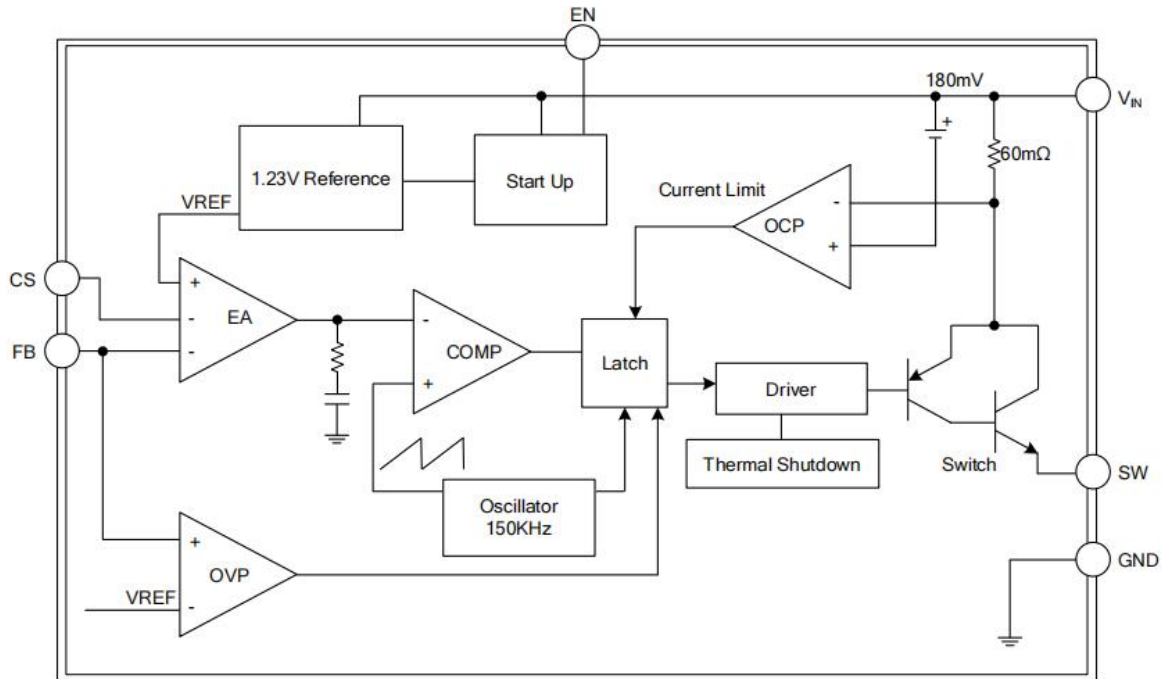 EN
180mV
V_IN
60mΩ
1.23V Reference
Start Up
Current Limit
VREF
-
OCP
+
CS
+
-
EA
-
FB
-
COMP
+
Latch
Driver
Thermal Shutdown
Switch
SW
Oscillator
150KHz
+
OVP
VREF
-
GND